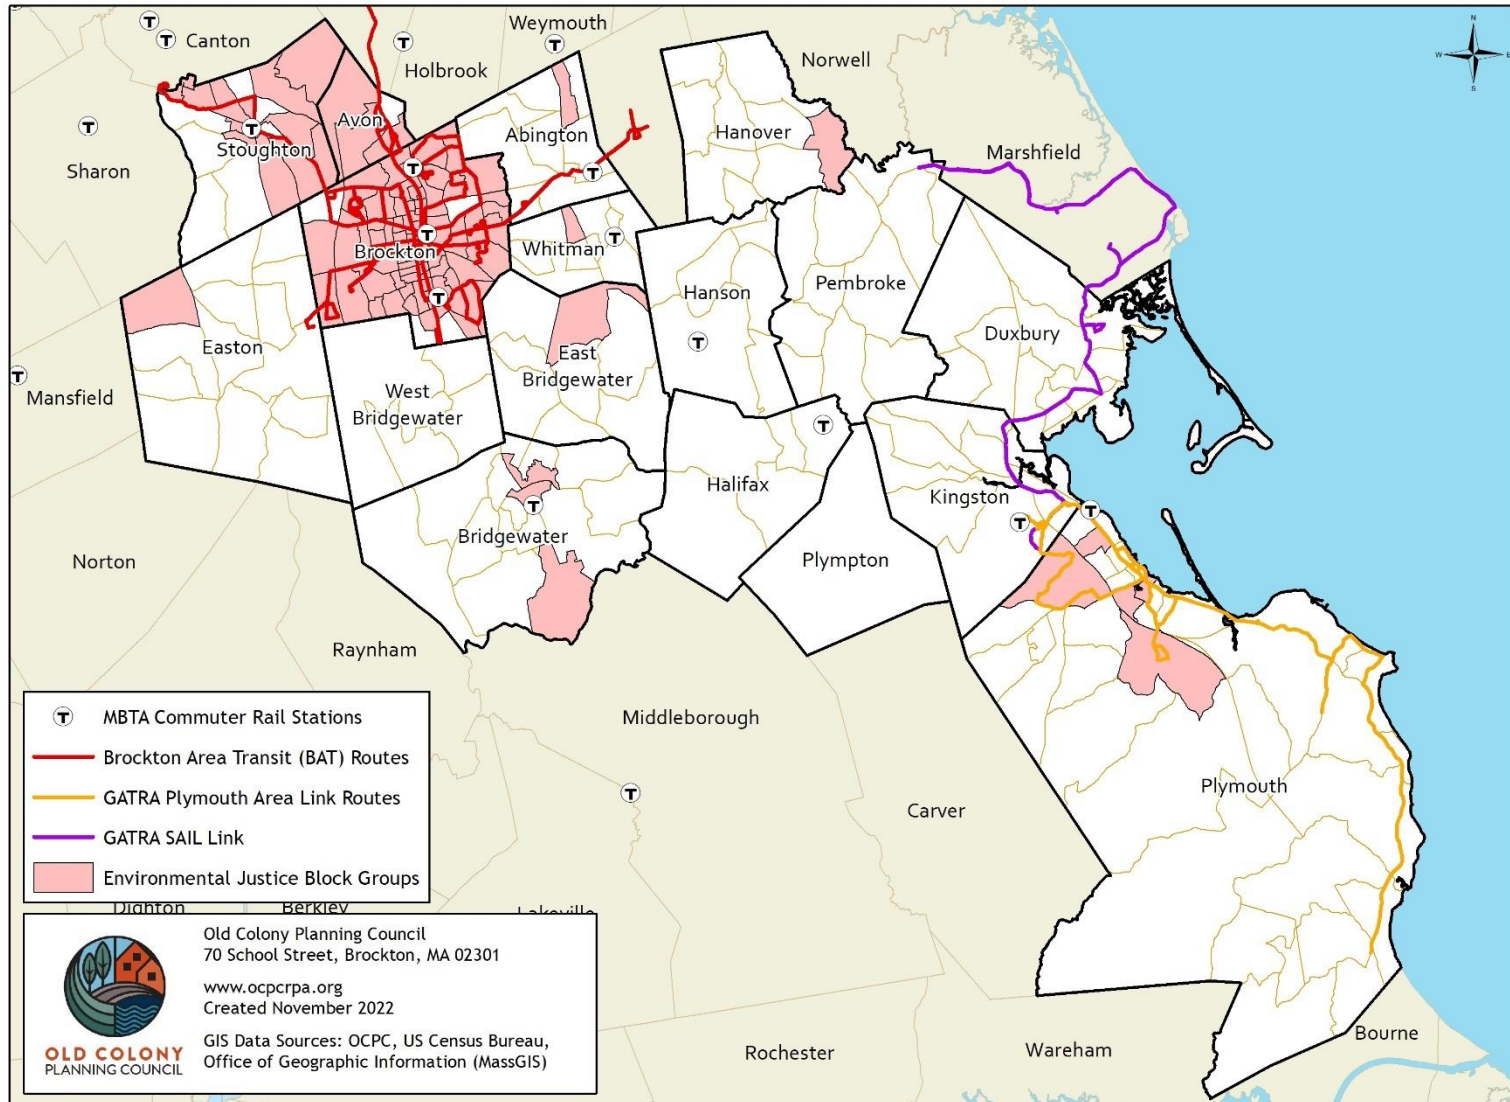 Weymouth
T
T
Canton
T
T
Holbrook
Norwell
N
W
E
S
T
Sharon
T
Stoughton
Avon
T
Abington
T
Hanover
Marshfield
Brockton
T
Whitman
T
Hanson
Pembroke
T
T
Easton
East
Bridgewater
Duxbury
T
Mansfield
West
Bridgewater
T
Halifax
T
Bridgewater
Kingston
T
T
Norton
Plympton
Raynham
Middleborough
T
Carver
Plymouth
T MBTA Commuter Rail Stations
Brockton Area Transit (BAT) Routes
GATRA Plymouth Area Link Routes
GATRA SAIL Link
Environmental Justice Block Groups
Dighton
Berkley
Lakeville
Old Colony Planning Council
70 School Street, Brockton, MA 02301
www.ocpcrpa.org
Created November 2022
GIS Data Sources: OCPC, US Census Bureau,
Office of Geographic Information (MassGIS)
OLD COLONY
PLANNING COUNCIL
Rochester
Wareham
Bourne